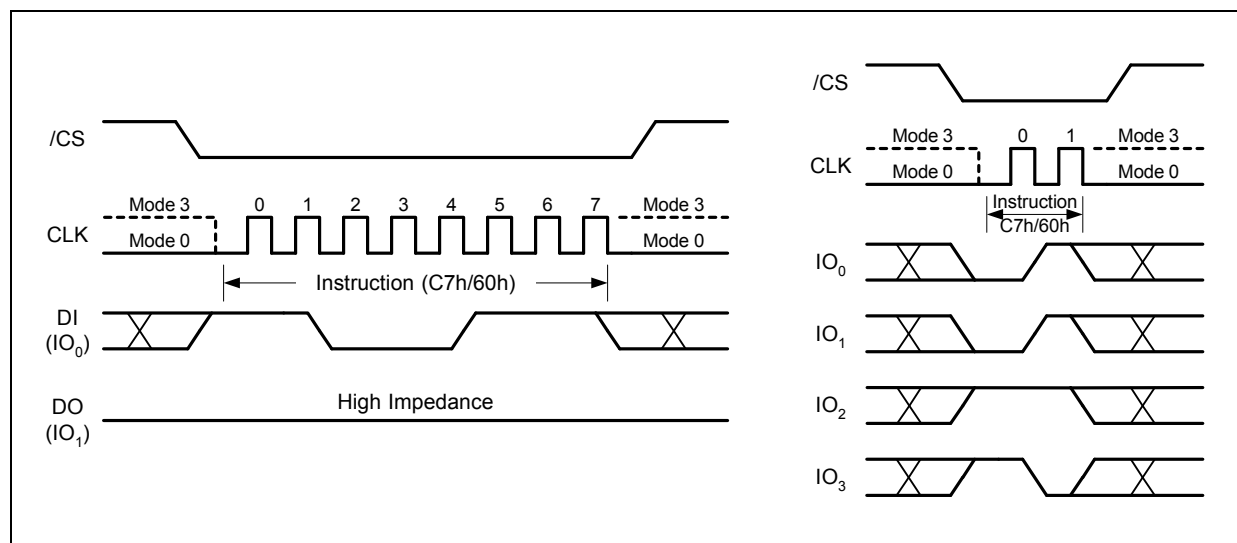 /CS
Mode 3
0 1 2 3 4 5 6 7
Mode 3
CLK
Mode 0
Mode 0
Instruction (C7h/60h)
DI
(IO0)
High Impedance
DO
(IO1)
/CS
Mode 3
0 1
Mode 3
CLK
Mode 0
Mode 0
Instruction
C7h/60h
IO0
IO1
IO2
IO3